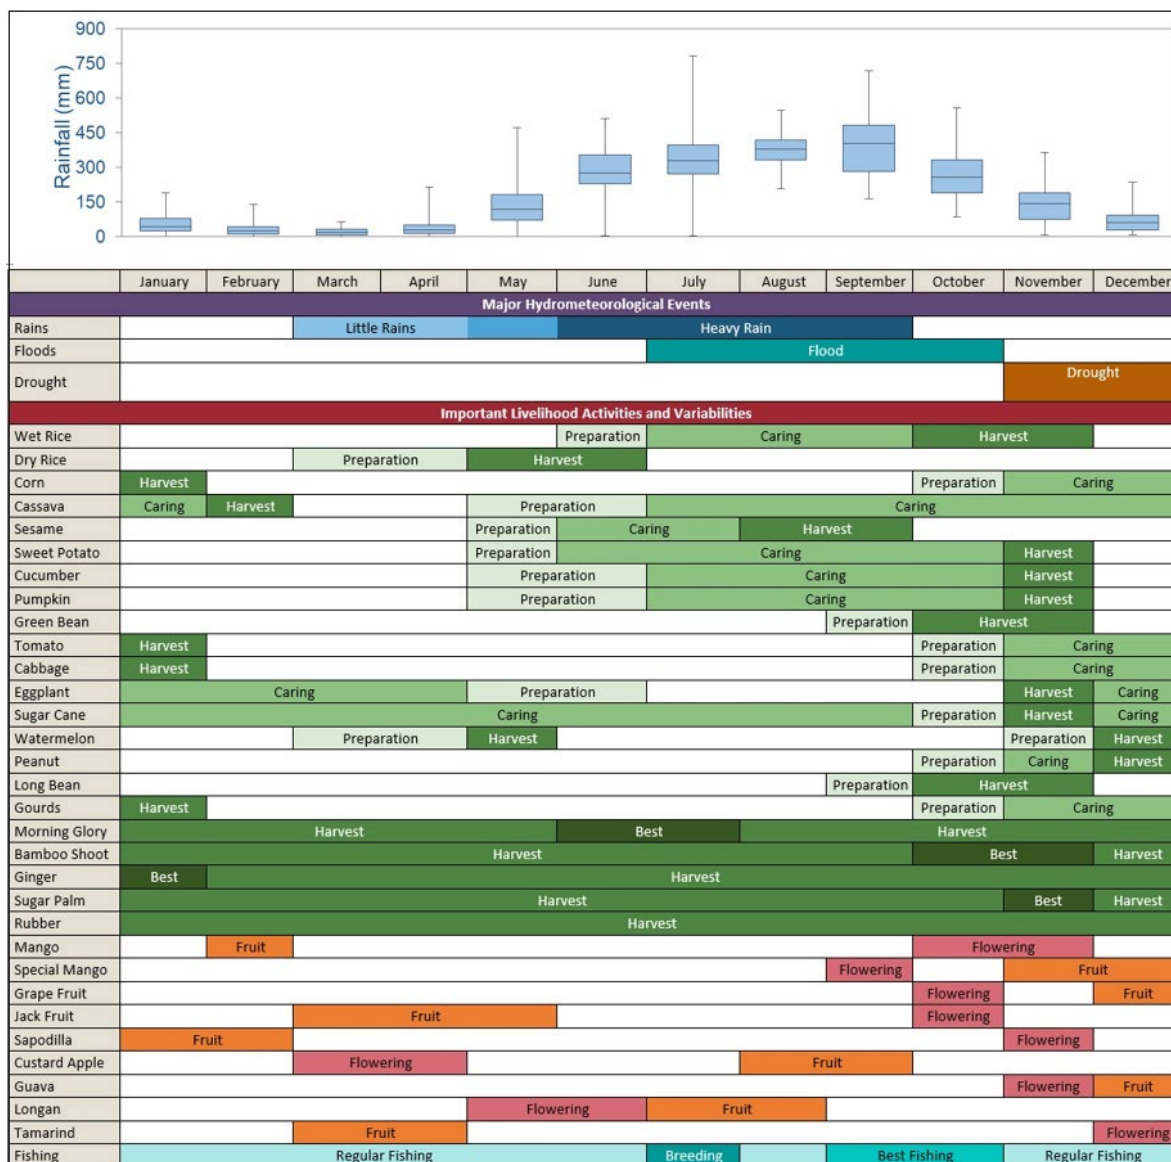 900
750
600
450
300
150
0
Rainfall (mm)
January February March April May June July August September October November December
Major Hydrometeorological Events
Rains Little Rains Heavy Rain
Floods Flood
Drought Drought
Important Livelihood Activities and Variabilities
Wet Rice Preparation Caring Harvest
Dry Rice Preparation Harvest
Corn Harvest Preparation Caring
Cassava Caring Harvest Preparation Caring
Sesame Preparation Caring Harvest
Sweet Potato Preparation Caring Harvest
Cucumber Preparation Caring Harvest
Pumpkin Preparation Caring Harvest
Green Bean Preparation Harvest
Tomato Harvest Preparation Caring
Cabbage Harvest Preparation Caring
Eggplant Caring Preparation Harvest Caring
Sugar Cane Caring Preparation Harvest Caring
Watermelon Preparation Harvest Preparation Harvest
Peanut Preparation Caring Harvest
Long Bean Preparation Harvest
Gourds Harvest Preparation Caring
Morning Glory Harvest Best Harvest
Bamboo Shoot Harvest Best Harvest
Ginger Best Harvest
Sugar Palm Harvest Best Harvest
Rubber Harvest
Mango Fruit Flowering
Special Mango Flowering Fruit
Grape Fruit Flowering Fruit
Jack Fruit Fruit Flowering
Sapodilla Fruit Flowering
Custard Apple Flowering Fruit
Guava Flowering Fruit
Longan Flowering Fruit
Tamarind Fruit Flowering
Fishing Regular Fishing Breeding Best Fishing Regular Fishing